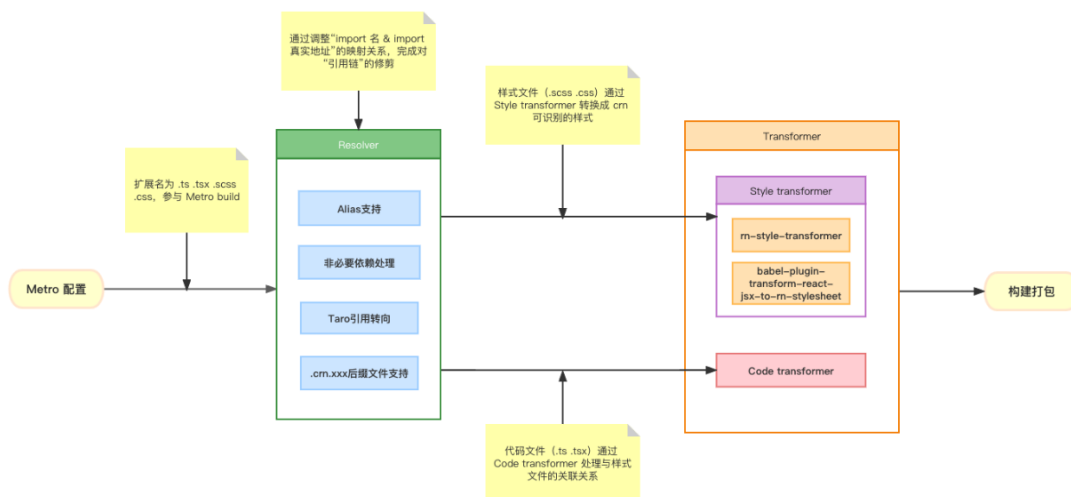 通过调整“import 名 & import
真实地址”的映射关系，完成对
“引用链”的修剪
样式文件（.scss .css）通过
Style transformer 转换成 crn
可识别的样式
扩展名为 .ts .tsx .scss
.css，参与 Metro build
Metro 配置
Resolver
Alias支持
非必要依赖处理
Taro引用转向
.crn.xxx后缀文件支持
Transformer
Style transformer
rn-style-transformer
babel-plugin-
transform-react-
jsx-to-rn-stylesheet
Code transformer
构建打包
代码文件（.ts .tsx）通过
Code transformer 处理与样式
文件的关联关系